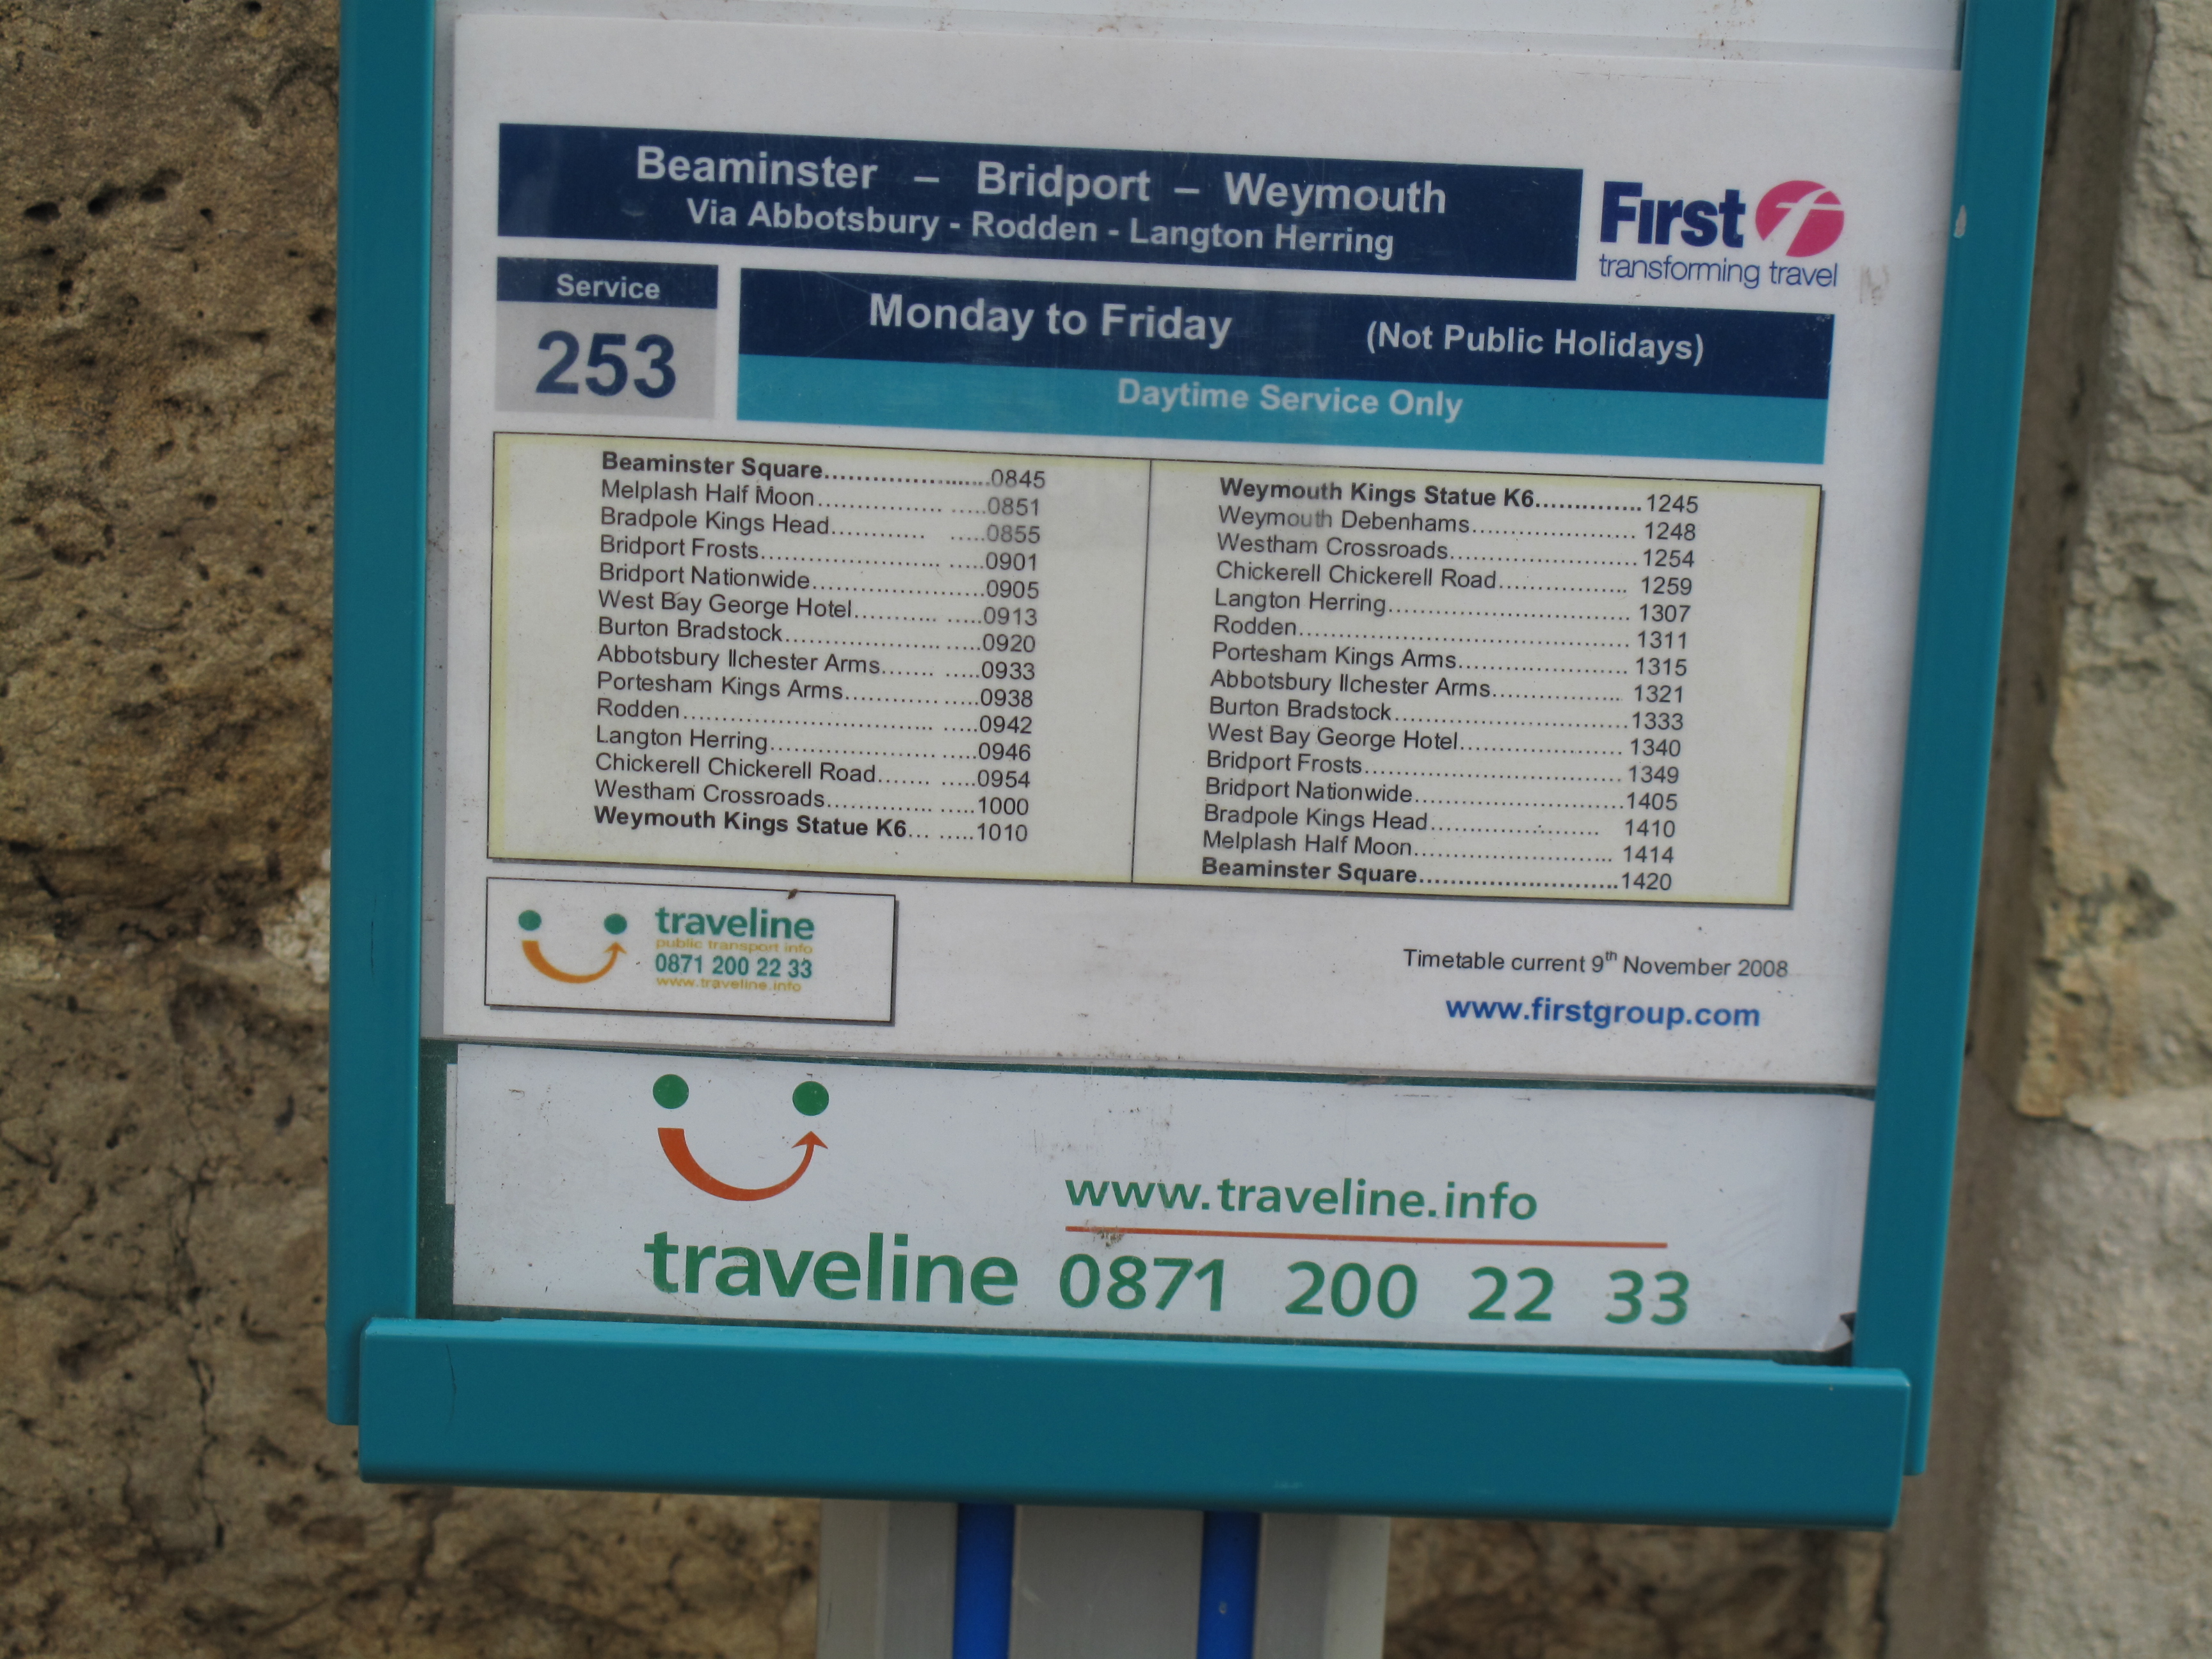 Beaminster – Bridport – Weymouth
Via Abbotsbury - Rodden - Langton Herring
First
transforming travel
Service
253
Monday to Friday (Not Public Holidays)
Daytime Service Only
Beaminster Square.........................0845
Melplash Half Moon................. .....0851
Bradpole Kings Head............ .....0855
Bridport Frosts........................ .....0901
Bridport Nationwide.........................0905
West Bay George Hotel........... .....0913
Burton Bradstock..................... .....0920
Abbotsbury Ilchester Arms....... .....0933
Portesham Kings Arms............ .....0938
Rodden.................................. .....0942
Langton Herring...................... .....0946
Chickerell Chickerell Road....... .....0954
Westham Crossroads.............. .....1000
Weymouth Kings Statue K6... .....1010
Weymouth Kings Statue K6..............1245
Weymouth Debenhams...................... 1248
Westham Crossroads.........................1254
Chickerell Chickerell Road................. 1259
Langton Herring................................. 1307
Rodden.............................................. 1311
Portesham Kings Arms....................... 1315
Abbotsbury Ilchester Arms................. 1321
Burton Bradstock................................1333
West Bay George Hotel...................... 1340
Bridport Frosts................................... 1349
Bridport Nationwide............................1405
Bradpole Kings Head....................... 1410
Melplash Half Moon........................... 1414
Beaminster Square...........................1420
traveline
public transport info
0871 200 22 33
www.traveline.info
Timetable current 9th November 2008
www.firstgroup.com
www.traveline.info
traveline 0871 200 22 33